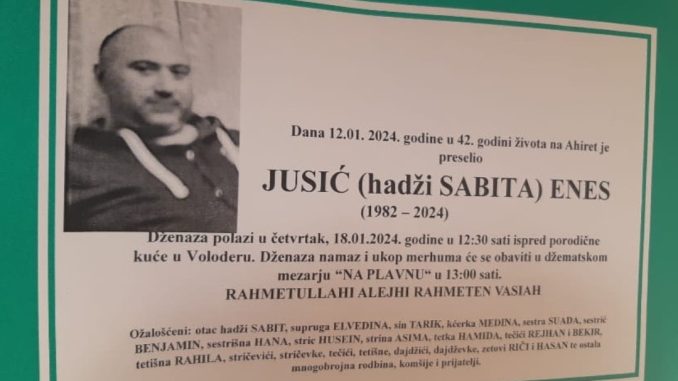 Dana 12.01. 2024. godine u 42. godini života na Ahiret je
preselio
JUSIĆ (hadži SABITA) ENES
(1982 – 2024)
Dženaza polazi u četvrtak, 18.01.2024. godine u 12:30 sati ispred porodične
kuće u Voloderu. Dženaza namaz i ukop merhuma će se obaviti u džematskom
mezarju "NA PLAVNU" u 13:00 sati.
RAHMETULLAHI ALEJHI RAHMETEN VASIAH
Ožalošćeni: otac hadži SABIT, supruga ELVEDINA, sin TARIK, kćerka MEDINA, sestra SUADA, sestrić
BENJAMIN, sestrišna HANA, stric HUSEIN, strina ASIMA, tetka HAMIDA, tečići REJHAN i BEKIR,
tetišna RAHILA, stričevići, stričevke, tečići, tetišne, dajdžići, dajdževke, zetovi RIČI i HASAN te ostala
mnogobrojna rodbina, komšije i prijatelji.